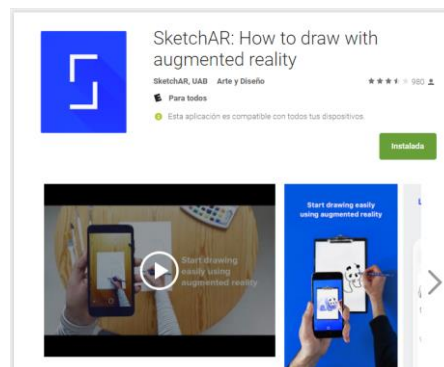 SketchAR: How to draw with
augmented reality
SketchAR, UAB Arte y Diseño 980
Para todos
Esta aplicación es compatible con todos tus dispositivos.
Instalada
Start drawing
easily using
augmented reality
Start drawing easily
using augmented reality
L